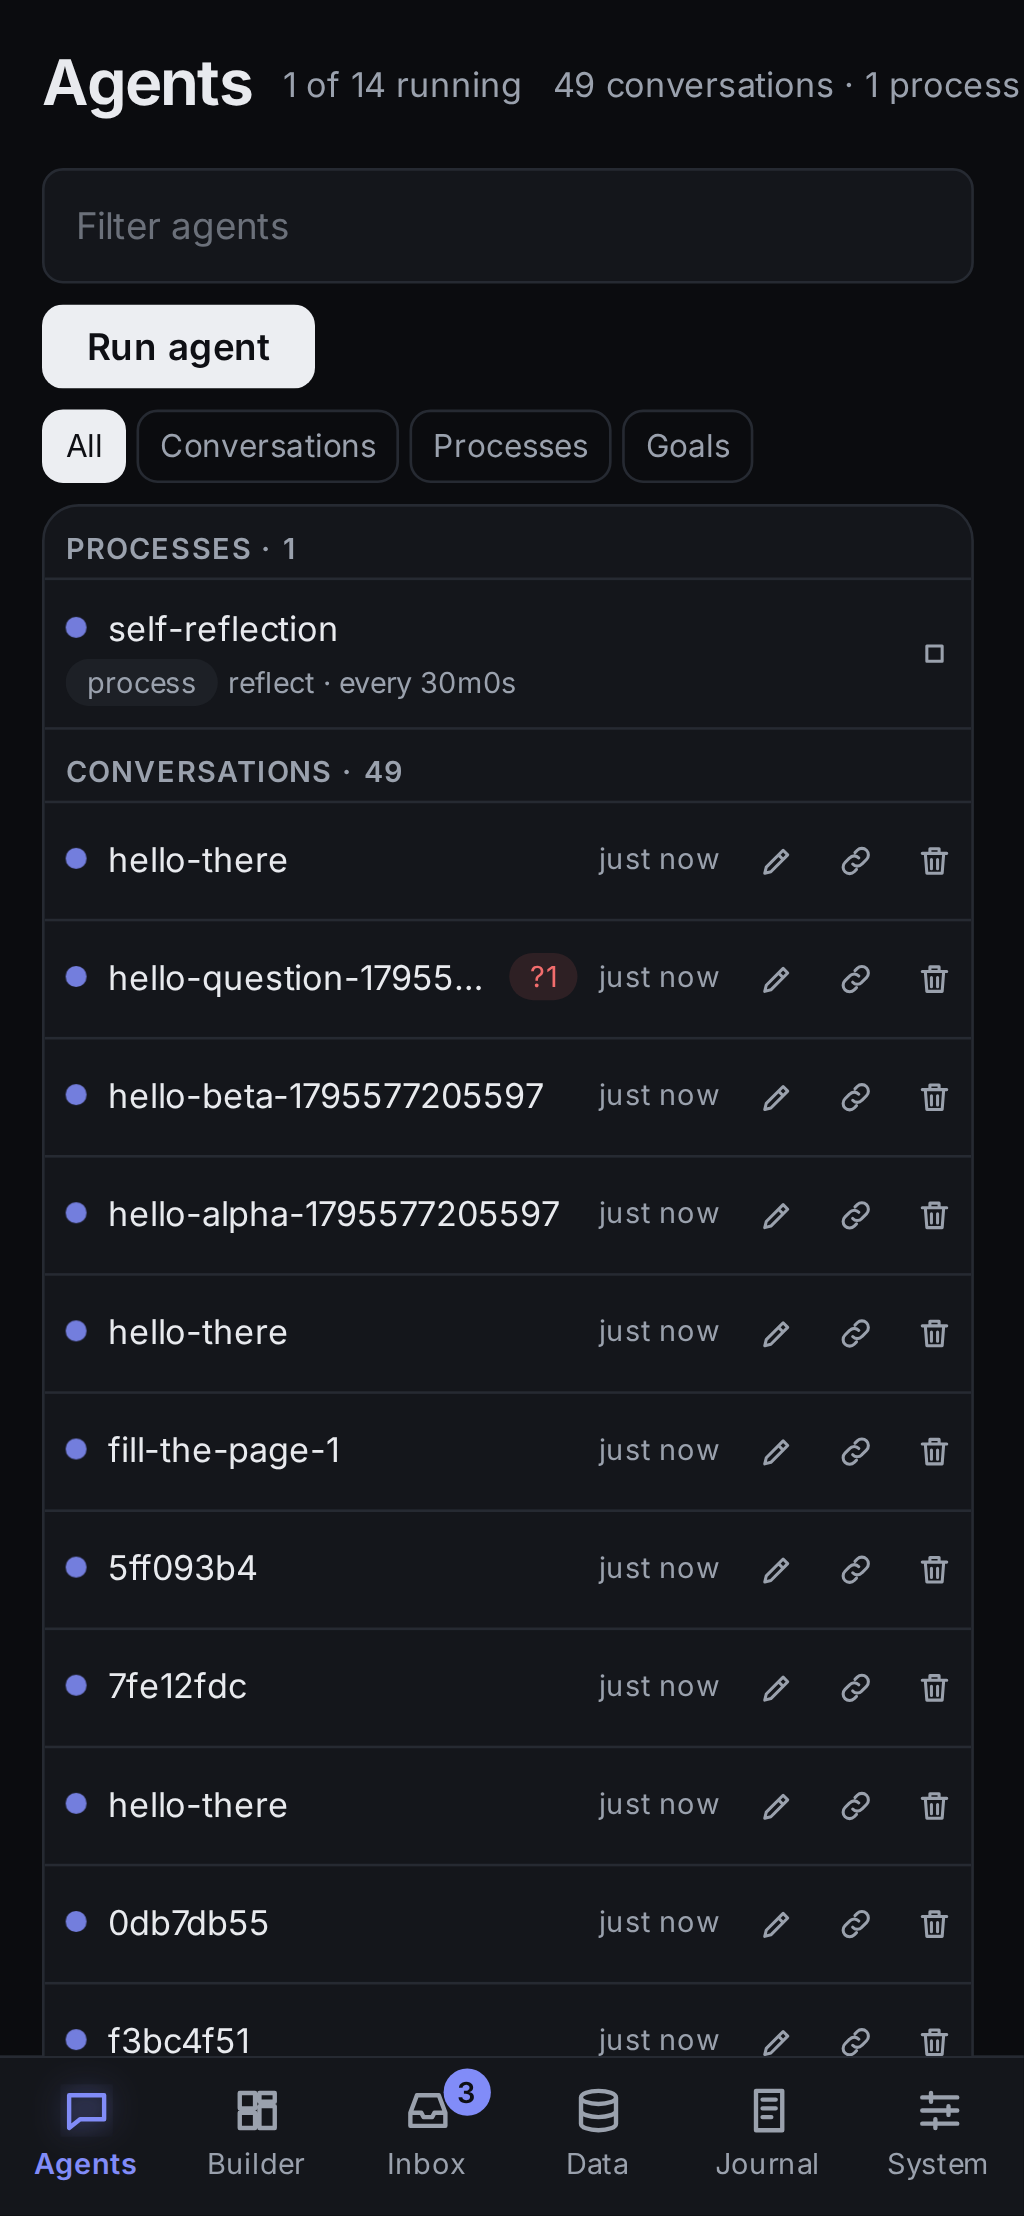 Agents 1 of 14 running 49 conversations · 1 process
Filter agents
Run agent
All Conversations Processes Goals
PROCESSES · 1
self-reflection
process reflect · every 30m0s
CONVERSATIONS · 49
hello-there just now
hello-question-17955... ?1 just now
hello-beta-1795577205597 just now
hello-alpha-1795577205597 just now
hello-there just now
fill-the-page-1 just now
5ff093b4 just now
7fe12fdc just now
hello-there just now
0db7db55 just now
f3bc4f51 just now
3
Agents Builder Inbox Data Journal System